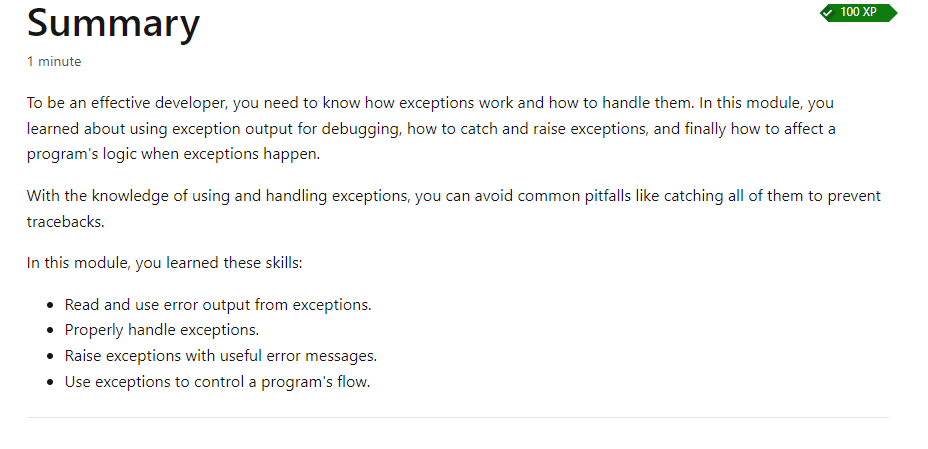 Summary
100 XP
1 minute
To be an effective developer, you need to know how exceptions work and how to handle them. In this module, you
learned about using exception output for debugging, how to catch and raise exceptions, and finally how to affect a
program's logic when exceptions happen.
With the knowledge of using and handling exceptions, you can avoid common pitfalls like catching all of them to prevent
tracebacks.
In this module, you learned these skills:
• Read and use error output from exceptions.
• Properly handle exceptions.
• Raise exceptions with useful error messages.
• Use exceptions to control a program's flow.